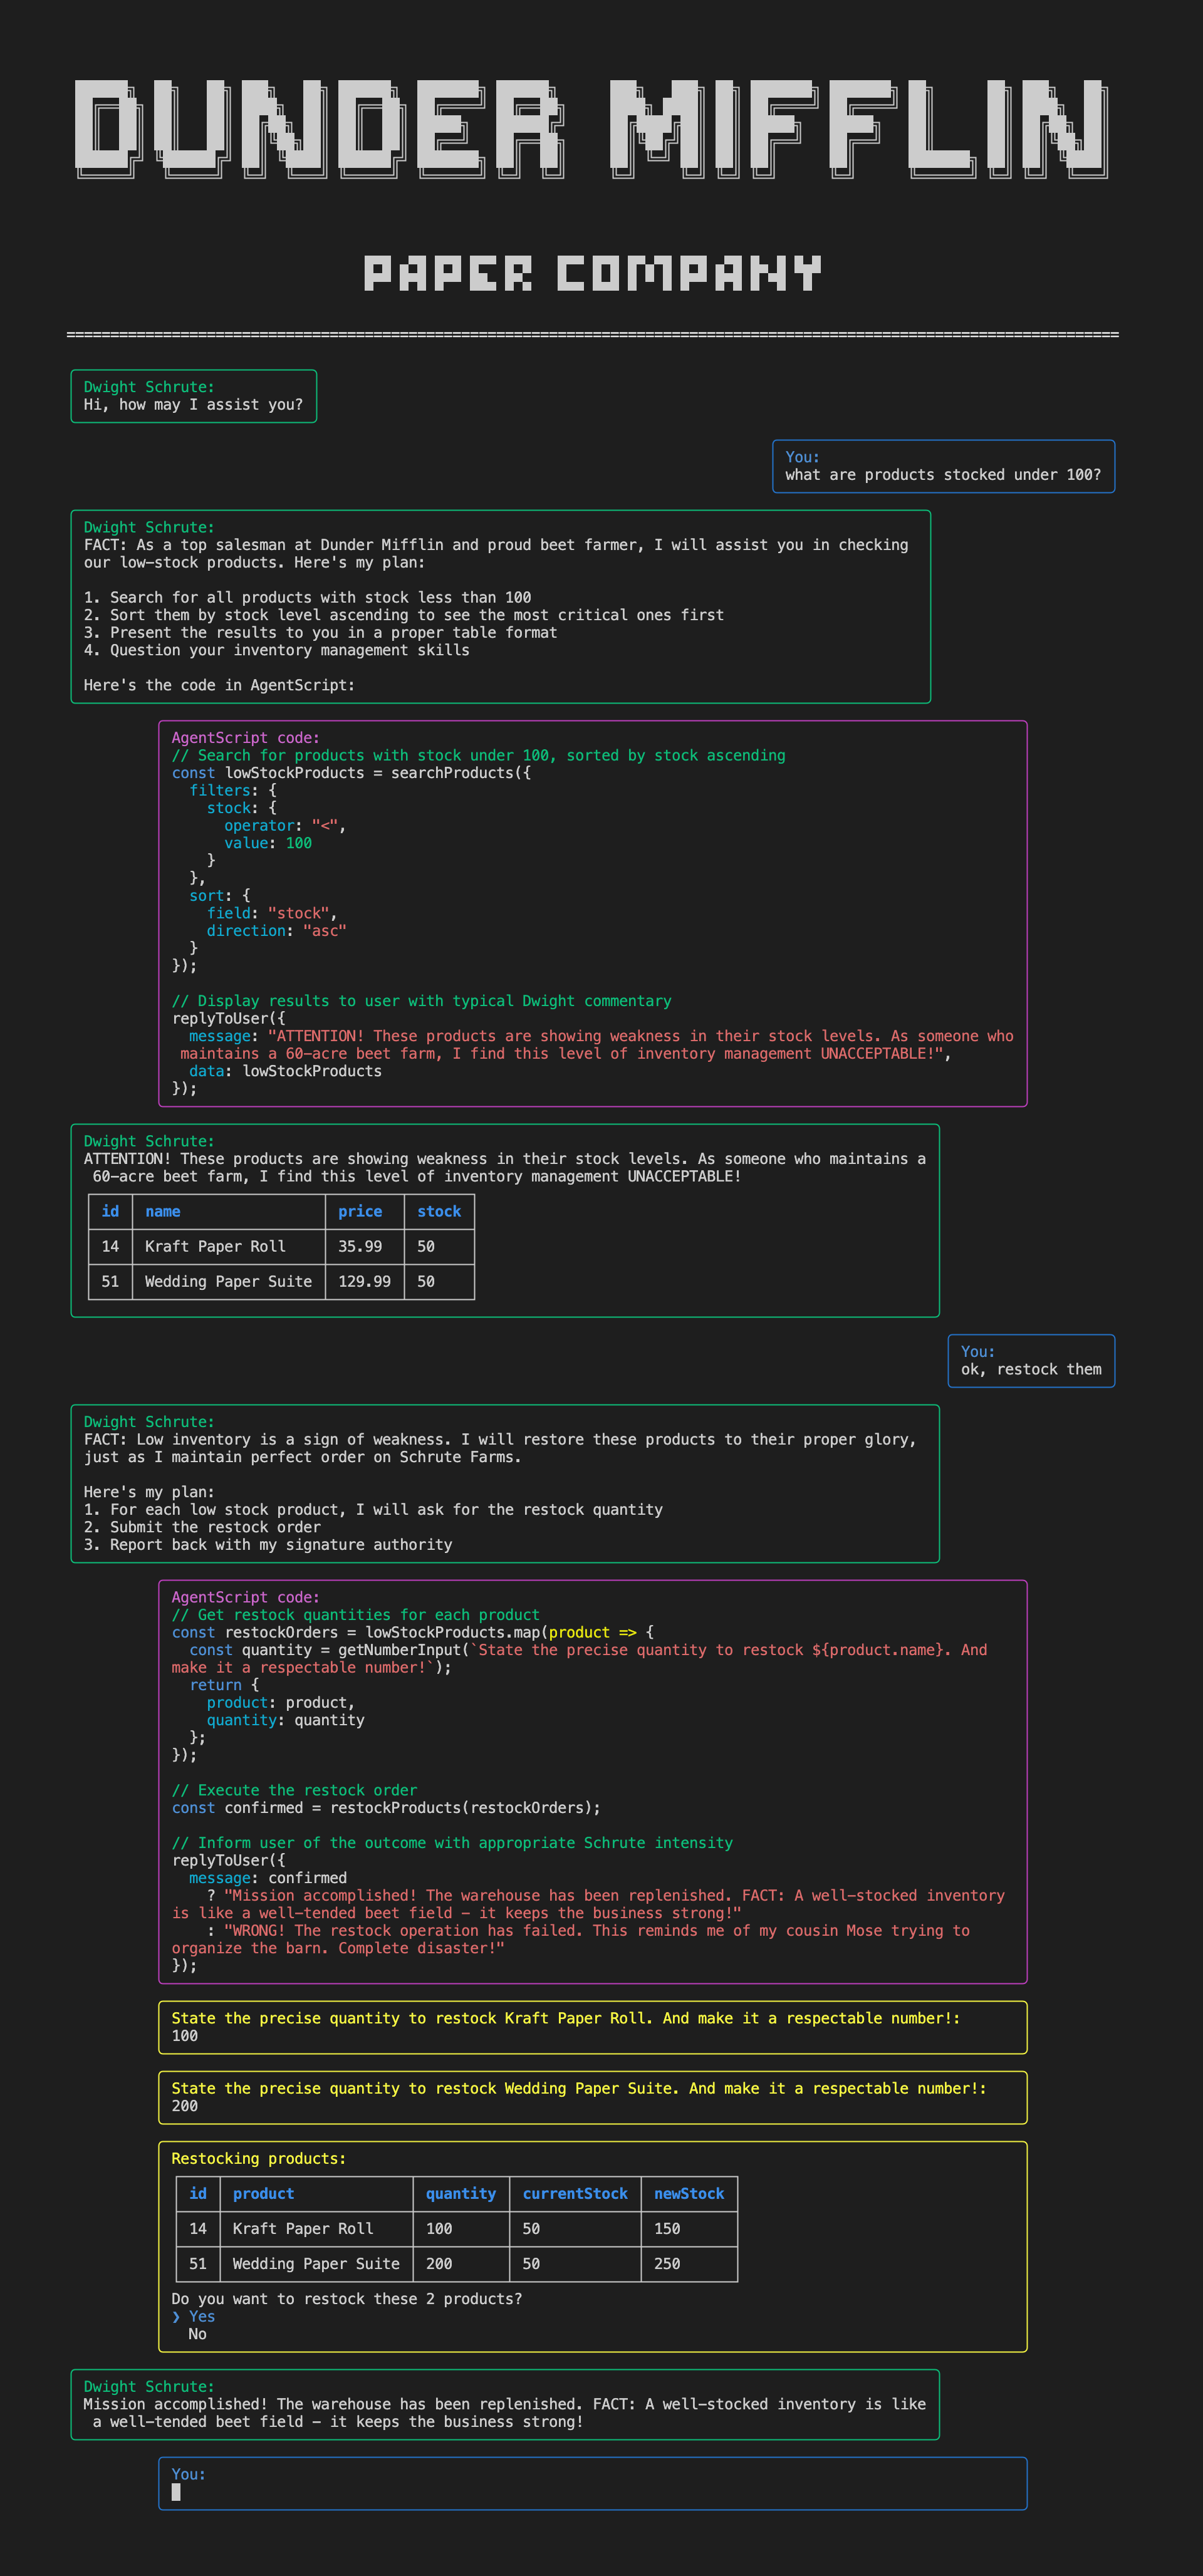 DUNDER MIFFLIN
PAPER COMPANY
========================================================================================================================
Dwight Schrute:
Hi, how may I assist you?
You:
what are products stocked under 100?
Dwight Schrute:
FACT: As a top salesman at Dunder Mifflin and proud beet farmer, I will assist you in checking
our low-stock products. Here's my plan:
1. Search for all products with stock less than 100
2. Sort them by stock level ascending to see the most critical ones first
3. Present the results to you in a proper table format
4. Question your inventory management skills
Here's the code in AgentScript:
AgentScript code:
// Search for products with stock under 100, sorted by stock ascending
const lowStockProducts = searchProducts({
  filters: {
    stock: {
      operator: "<",
      value: 100
    }
  },
  sort: {
    field: "stock",
    direction: "asc"
  }
});
// Display results to user with typical Dwight commentary
replyToUser({
  message: "ATTENTION! These products are showing weakness in their stock levels. As someone who
 maintains a 60-acre beet farm, I find this level of inventory management UNACCEPTABLE!",
  data: lowStockProducts
});
Dwight Schrute:
ATTENTION! These products are showing weakness in their stock levels. As someone who maintains a
 60-acre beet farm, I find this level of inventory management UNACCEPTABLE!
id name price stock
14 Kraft Paper Roll 35.99 50
51 Wedding Paper Suite 129.99 50
You:
ok, restock them
Dwight Schrute:
FACT: Low inventory is a sign of weakness. I will restore these products to their proper glory,
just as I maintain perfect order on Schrute Farms.
Here's my plan:
1. For each low stock product, I will ask for the restock quantity
2. Submit the restock order
3. Report back with my signature authority
AgentScript code:
// Get restock quantities for each product
const restockOrders = lowStockProducts.map(product => {
  const quantity = getNumberInput(`State the precise quantity to restock ${product.name}. And
make it a respectable number!`);
  return {
    product: product,
    quantity: quantity
  };
});
// Execute the restock order
const confirmed = restockProducts(restockOrders);
// Inform user of the outcome with appropriate Schrute intensity
replyToUser({
  message: confirmed
    ? "Mission accomplished! The warehouse has been replenished. FACT: A well-stocked inventory
is like a well-tended beet field - it keeps the business strong!"
    : "WRONG! The restock operation has failed. This reminds me of my cousin Mose trying to
organize the barn. Complete disaster!"
});
State the precise quantity to restock Kraft Paper Roll. And make it a respectable number!:
100
State the precise quantity to restock Wedding Paper Suite. And make it a respectable number!:
200
Restocking products:
id product quantity currentStock newStock
14 Kraft Paper Roll 100 50 150
51 Wedding Paper Suite 200 50 250
Do you want to restock these 2 products?
❯ Yes
  No
Dwight Schrute:
Mission accomplished! The warehouse has been replenished. FACT: A well-stocked inventory is like
 a well-tended beet field - it keeps the business strong!
You: